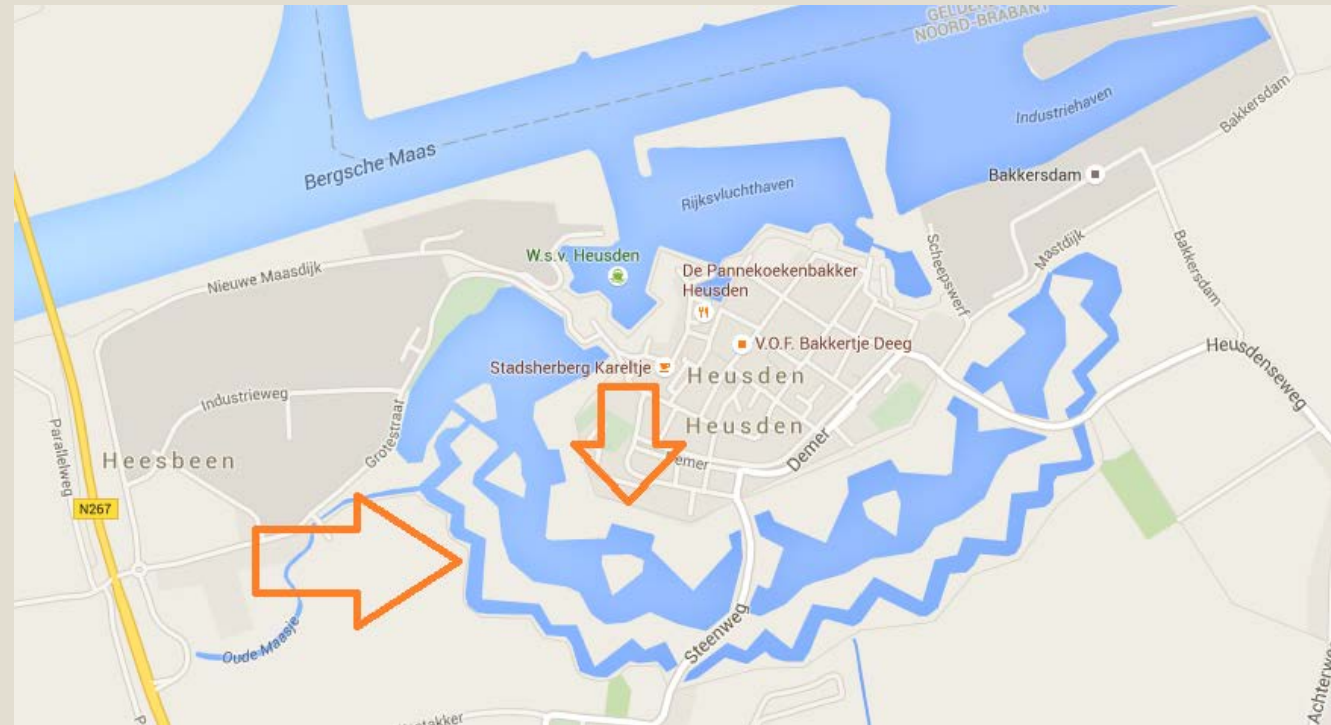 GELDER
NOORD-BRABANT
Bergsche Maas
Industriehaven
Bakkersdam
Bakkersdam
Rijksvluchthaven
W.s.v. Heusden
Nieuwe Maasdijk
De Pannekoekenbakker
Heusden
Scheepswerf
Mastdijk
Bakkersdam
V.O.F. Bakkertje Deeg
Heusdenseweg
Stadsherberg Kareltje
Heusden
Industrieweg
Grotestraat
Parallelweg
Heusden
Heesbeen
Demer
Demer
N267
Steenweg
Oude Maasje
Achterweg